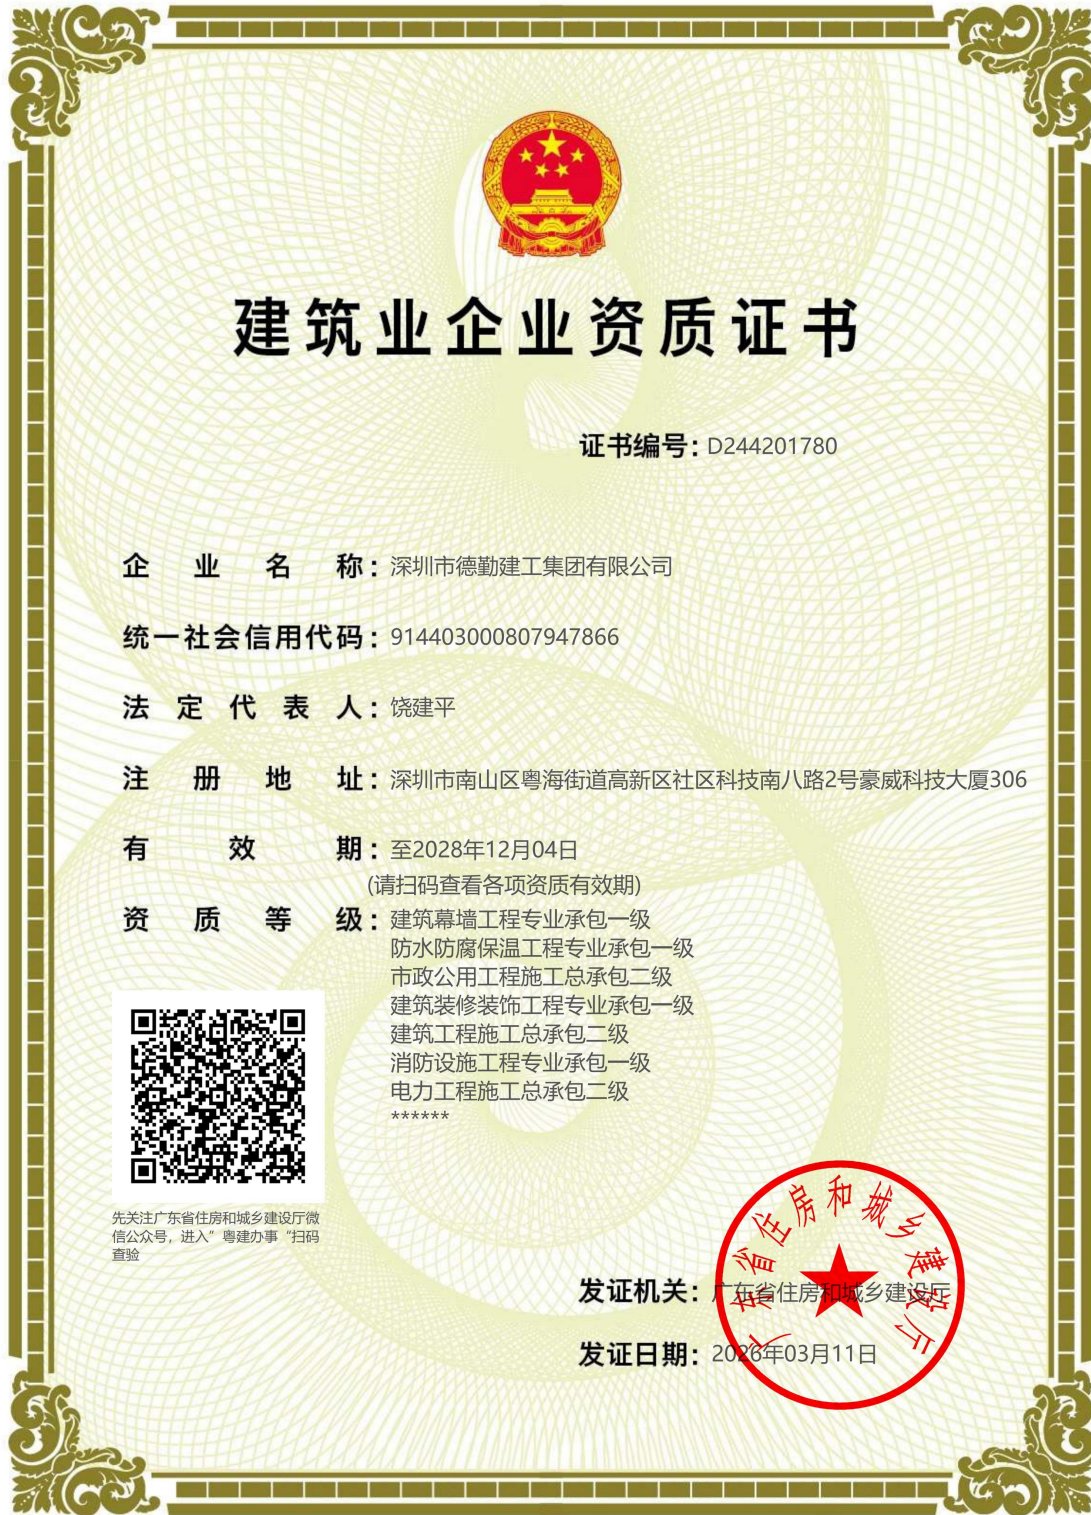 建筑业企业资质证书
证书编号：D244201780
企业名称：深圳市德勤建工集团有限公司
统一社会信用代码：914403000807947866
法定代表人：饶建平
注册地址：深圳市南山区粤海街道高新区社区科技南八路2号豪威科技大厦306
有效期：至2028年12月04日
(请扫码查看各项资质有效期)
资质等级：建筑幕墙工程专业承包一级
防水防腐保温工程专业承包一级
市政公用工程施工总承包二级
建筑装修装饰工程专业承包一级
建筑工程施工总承包二级
消防设施工程专业承包一级
电力工程施工总承包二级
******
先关注广东省住房和城乡建设厅微
信公众号，进入”粤建办事“扫码
查验
广东省住房和城乡建设厅
发证机关：广东省住房和城乡建设厅
发证日期：2026年03月11日